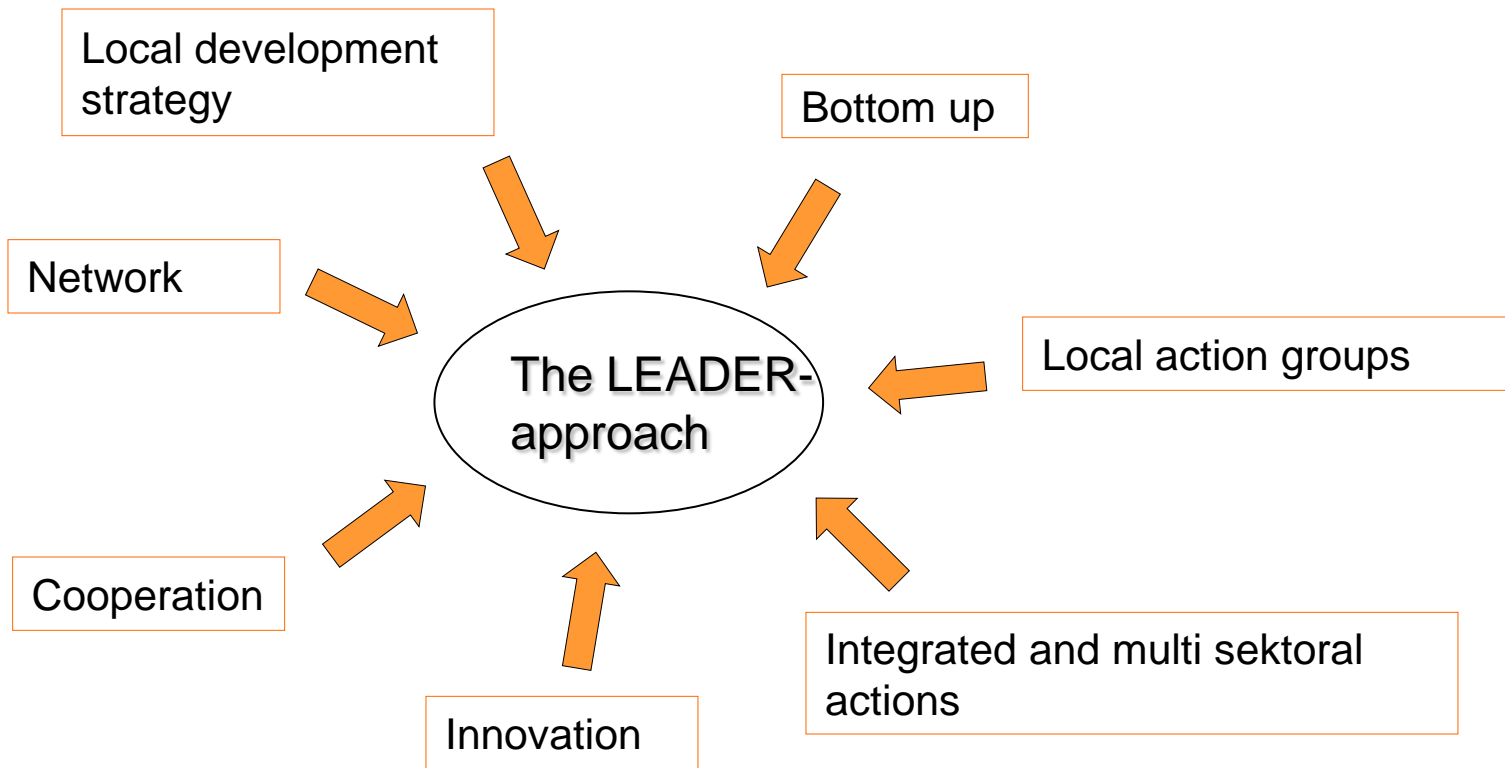 Local development
strategy
Bottom up
Network
The LEADER-
approach
Local action groups
Cooperation
Integrated and multi sektoral
actions
Innovation